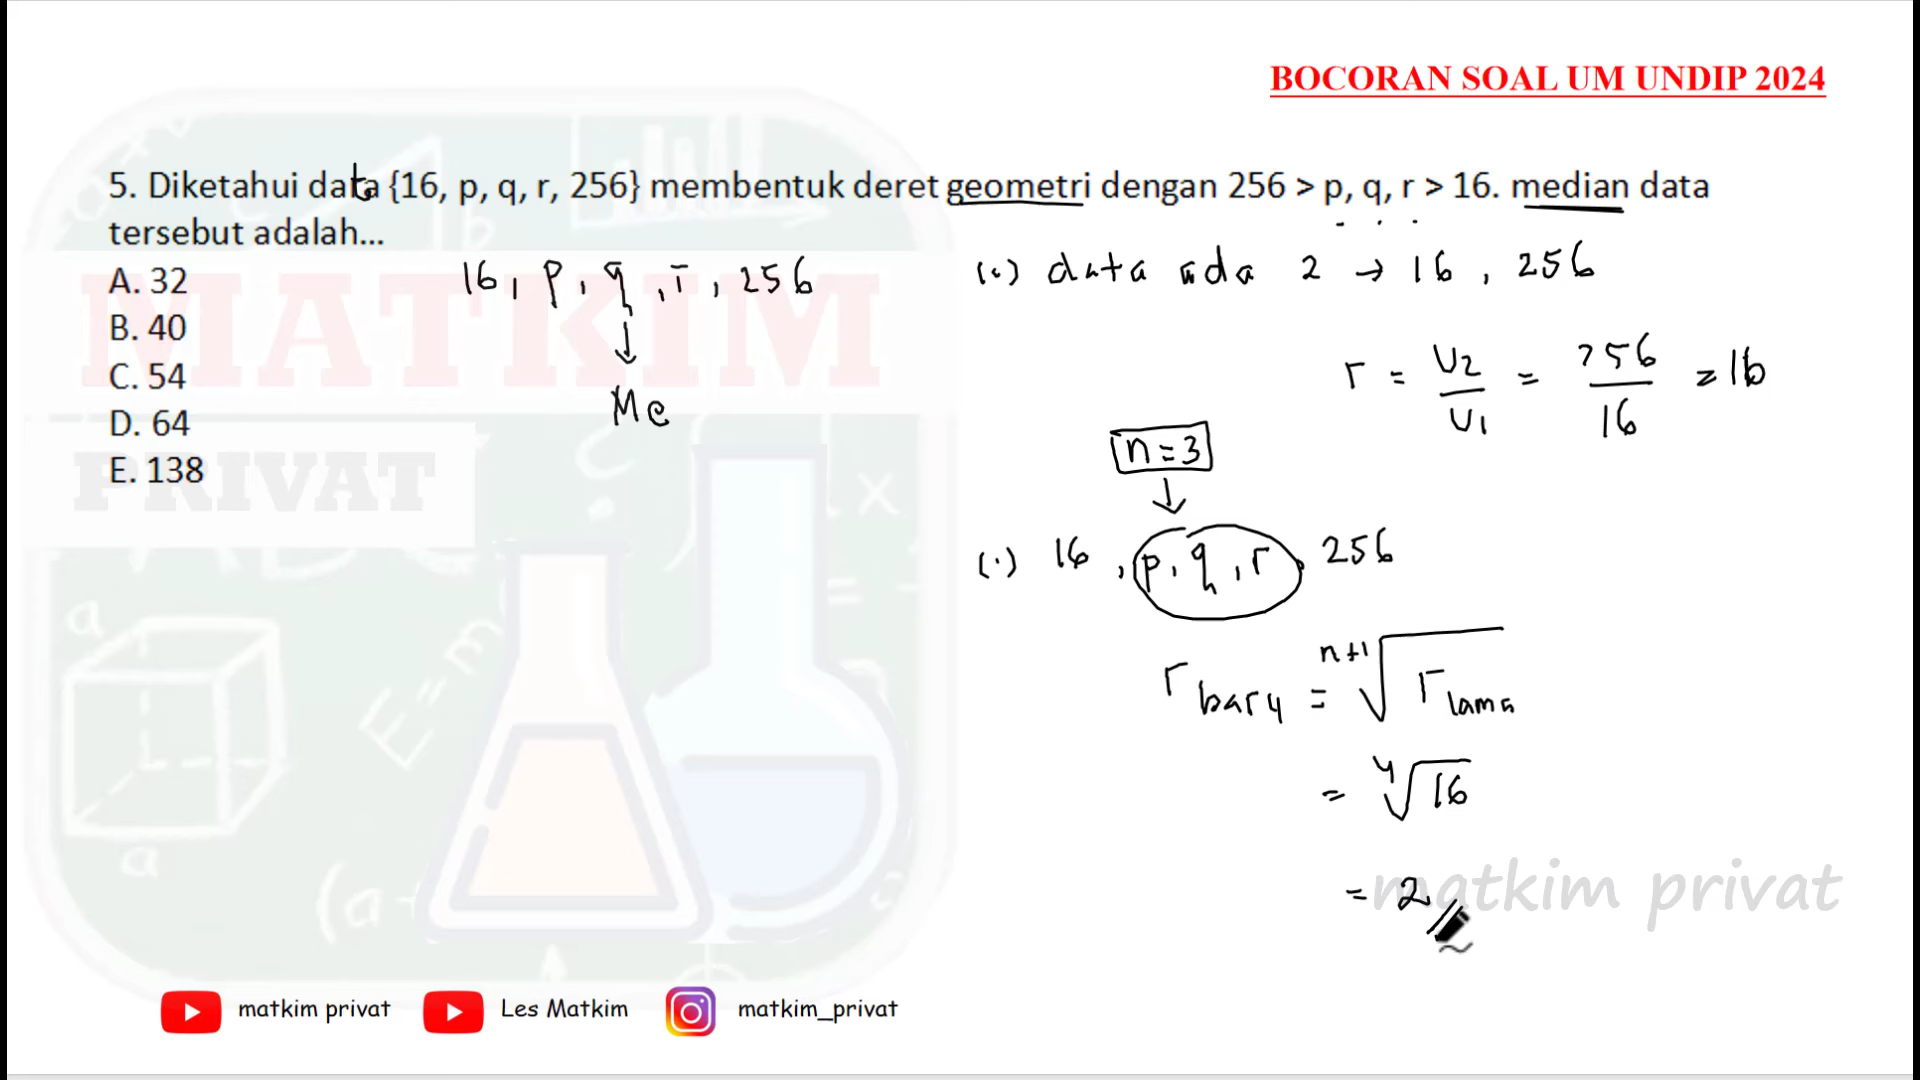 BOCORAN SOAL UM UNDIP 2024
5. Diketahui data {16, p, q, r, 256} membentuk deret geometri dengan 256 > p, q, r > 16. median data
tersebut adalah...
A. 32
B. 40
C. 54
D. 64
E. 138
16, p, q, r, 256
↓
Me
(•) data ada 2 → 16, 256
r = U2/U1 = 256/16 = 16
n = 3
↓
(•) 16, p, q, r, 256
r baru = n+1√r lama
= 4√16
= 2
MATKIM
PRIVAT
E=m
a
a
matkim privat
matkim privat
Les Matkim
matkim_privat